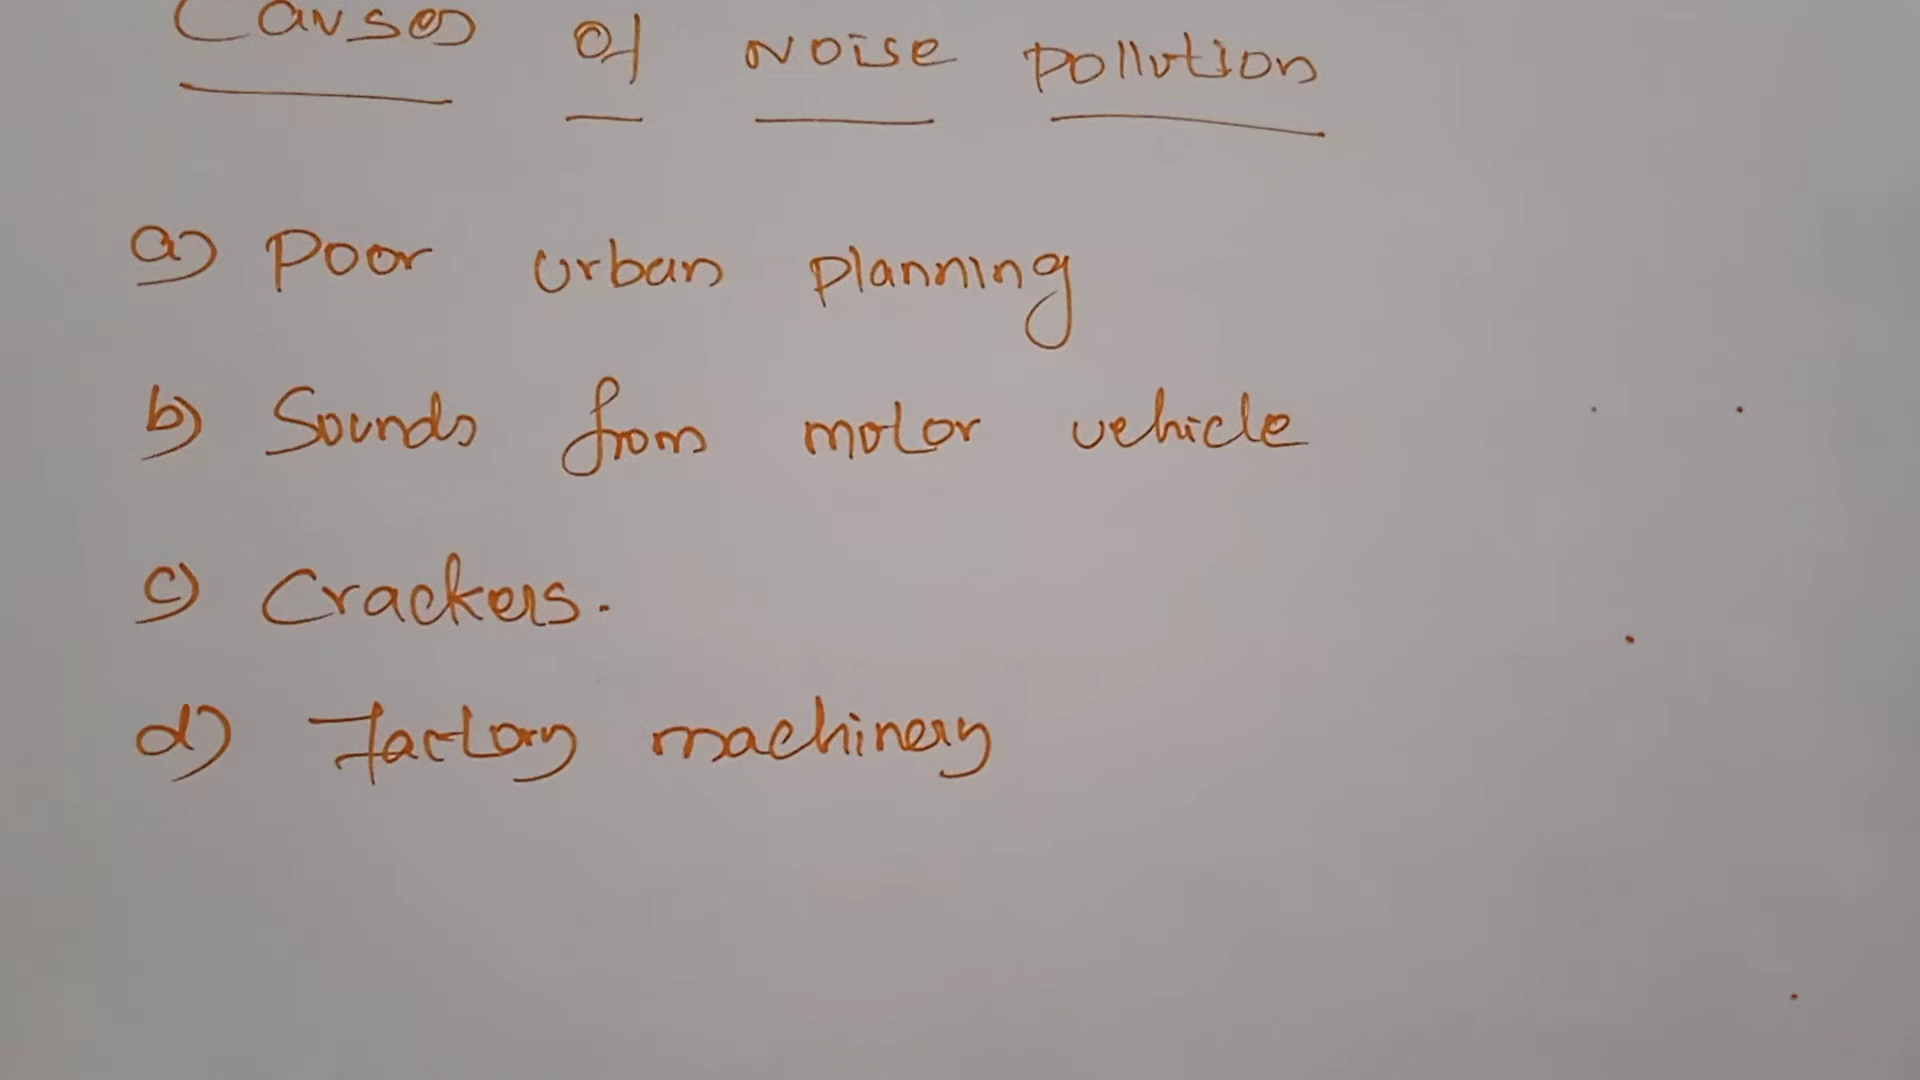 Causes of Noise pollution
a) Poor urban planning
b) Sounds from motor vehicle
c) Crackers.
d) Factory machinery